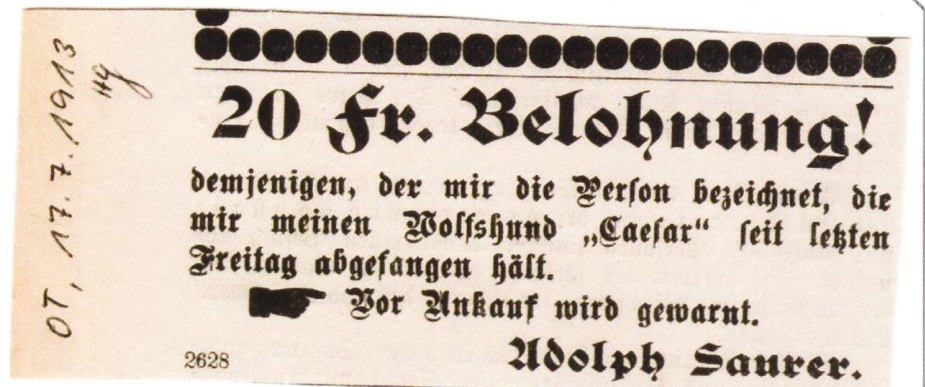 OT, 17.7.1913
Hg
20 Fr. Belohnung!
demjenigen, der mir die Person bezeichnet, die
mir meinen Wolfshund „Caesar“ seit letzten
Freitag abgefangen hält.
Vor Ankauf wird gewarnt.
2628 Adolph Saurer.